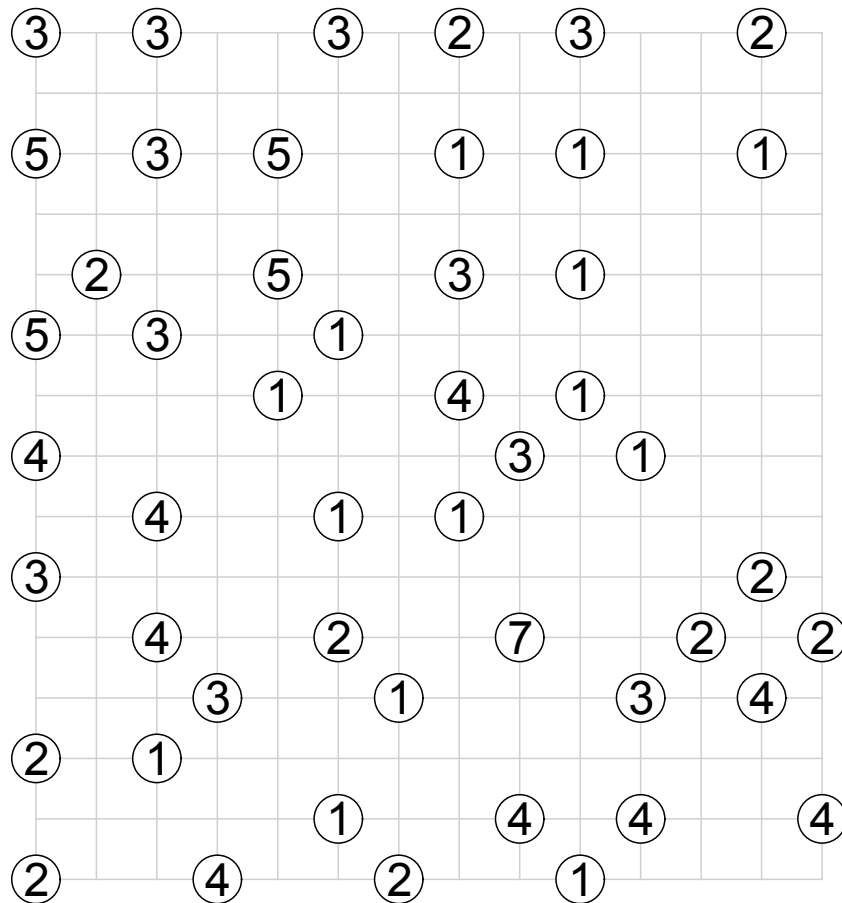 3 3 3 2 3 2
5 3 5 1 1 1
2 5 3 1
5 3 1
1 4 1
4 3 1
4 1 1
3 2
4 2 7 2 2
3 1 3 4
2 1
1 4 4 4
2 4 2 1